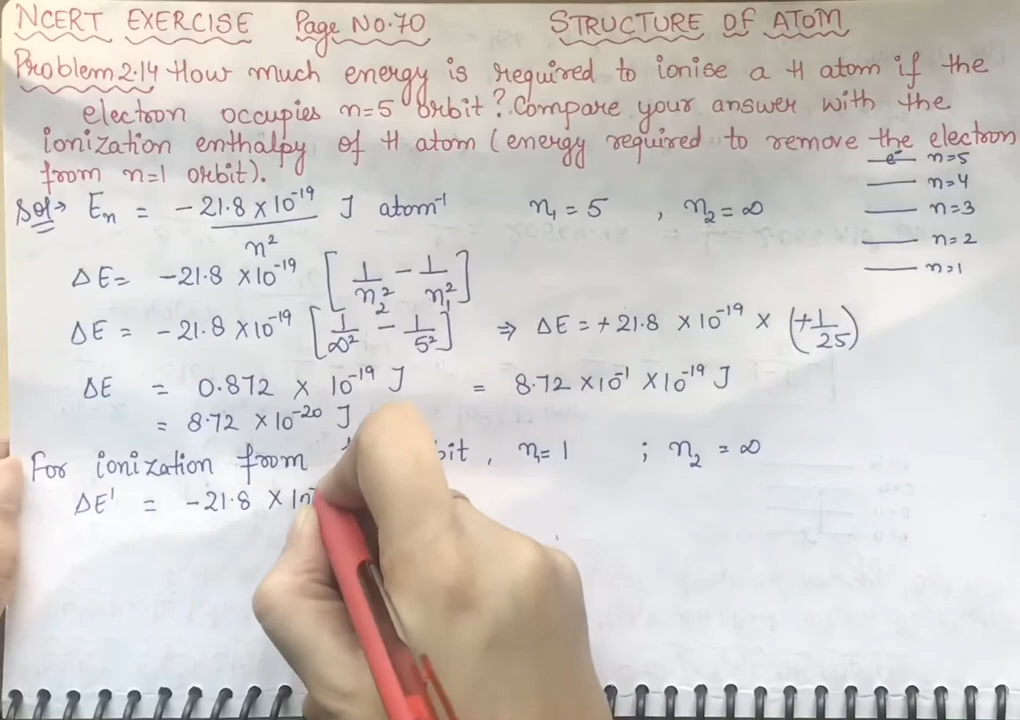 NCERT EXERCISE Page No.70 STRUCTURE OF ATOM
Problem 2.14 How much energy is required to ionise a H atom if the
electron occupies n=5 orbit? Compare your answer with the
ionization enthalpy of H atom (energy required to remove the electron
from n=1 orbit).
e⁻ n=5
n=4
n=3
n=2
n=1
Sol→ En = -21.8 × 10⁻¹⁹ / n² J atom⁻¹ n₁ = 5 , n₂ = ∞
ΔE = -21.8 × 10⁻¹⁹ [1/n₂² - 1/n₁²]
ΔE = -21.8 × 10⁻¹⁹ [1/∞² - 1/5²] ⇒ ΔE = +21.8 × 10⁻¹⁹ × (+1/25)
ΔE = 0.872 × 10⁻¹⁹ J = 8.72 × 10⁻¹ × 10⁻¹⁹ J
= 8.72 × 10⁻²⁰ J
For ionization from bit , n₁=1 ; n₂ = ∞
ΔE' = -21.8 × 10⁻